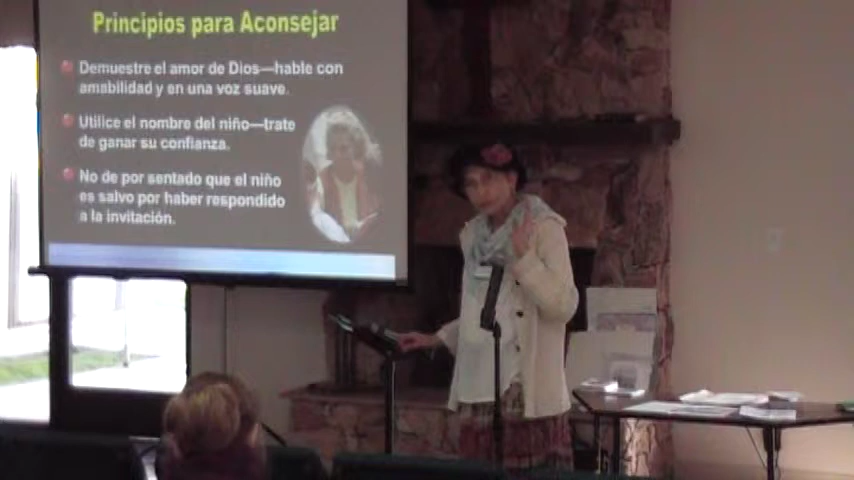 Principios para Aconsejar
Demuestre el amor de Dios—hable con
amabilidad y en una voz suave.
Utilice el nombre del niño—trate
de ganar su confianza.
No de por sentado que el niño
es salvo por haber respondido
a la invitación.